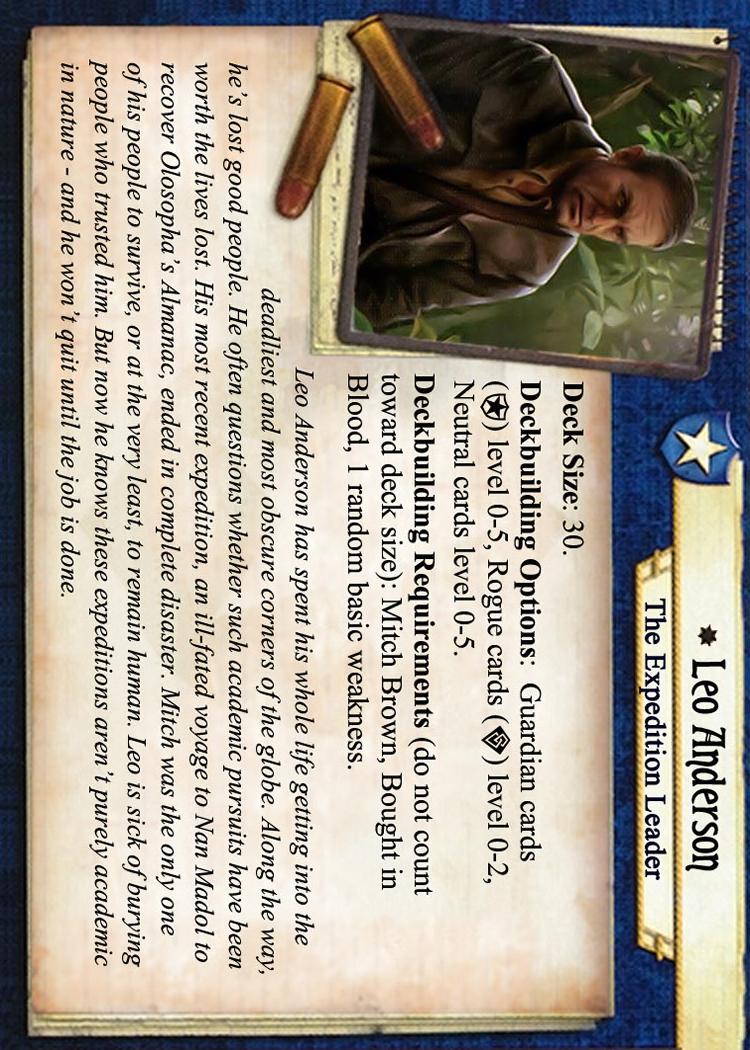 Leo Anderson
The Expedition Leader
Deck Size: 30.
Deckbuilding Options: Guardian cards
() level 0-5, Rogue cards () level 0-2,
Neutral cards level 0-5.
Deckbuilding Requirements (do not count
toward deck size): Mitch Brown, Bought in
Blood, 1 random basic weakness.
Leo Anderson has spent his whole life getting into the
deadliest and most obscure corners of the globe. Along the way,
he's lost good people. He often questions whether such academic pursuits have been
worth the lives lost. His most recent expedition, an ill-fated voyage to Nan Madol to
recover Olosopha's Almanac, ended in complete disaster. Mitch was the only one
of his people to survive, or at the very least, to remain human. Leo is sick of burying
people who trusted him. But now he knows these expeditions aren't purely academic
in nature - and he won't quit until the job is done.